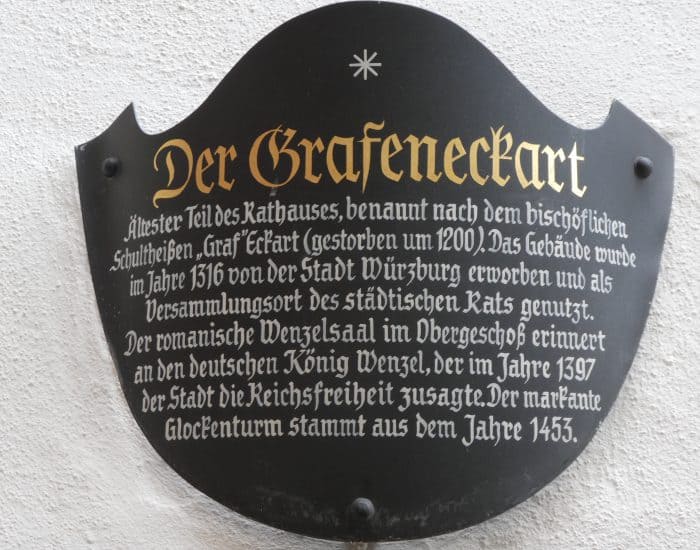 Der Grafeneckart
Ältester Teil des Rathauses, benannt nach dem bischöflichen
Schultheißen „Graf“ Eckart (gestorben um 1200). Das Gebäude wurde
im Jahre 1316 von der Stadt Würzburg erworben und als
Versammlungsort des städtischen Rats genutzt.
Der romanische Wenzelsaal im Obergeschoß erinnert
an den deutschen König Wenzel, der im Jahre 1397
der Stadt die Reichsfreiheit zusagte. Der markante
Glockenturm stammt aus dem Jahre 1453.